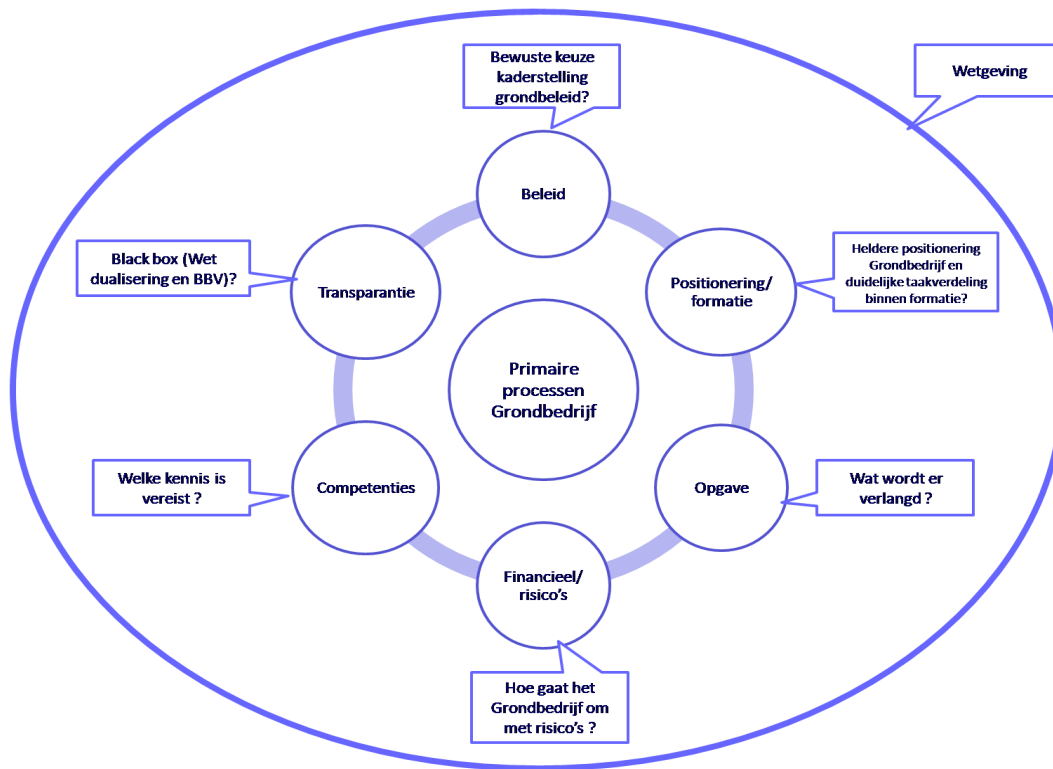 Bewuste keuze
kaderstelling
grondbeleid?
Wetgeving
Beleid
Black box (Wet
dualisering en BBV)?
Transparantie
Positionering/
formatie
Heldere positionering
Grondbedrijf en
duidelijke taakverdeling
binnen formatie?
Primaire
processen
Grondbedrijf
Welke kennis is
vereist ?
Competenties
Opgave
Wat wordt er
verlangd ?
Financieel/
risico's
Hoe gaat het
Grondbedrijf om
met risico's ?